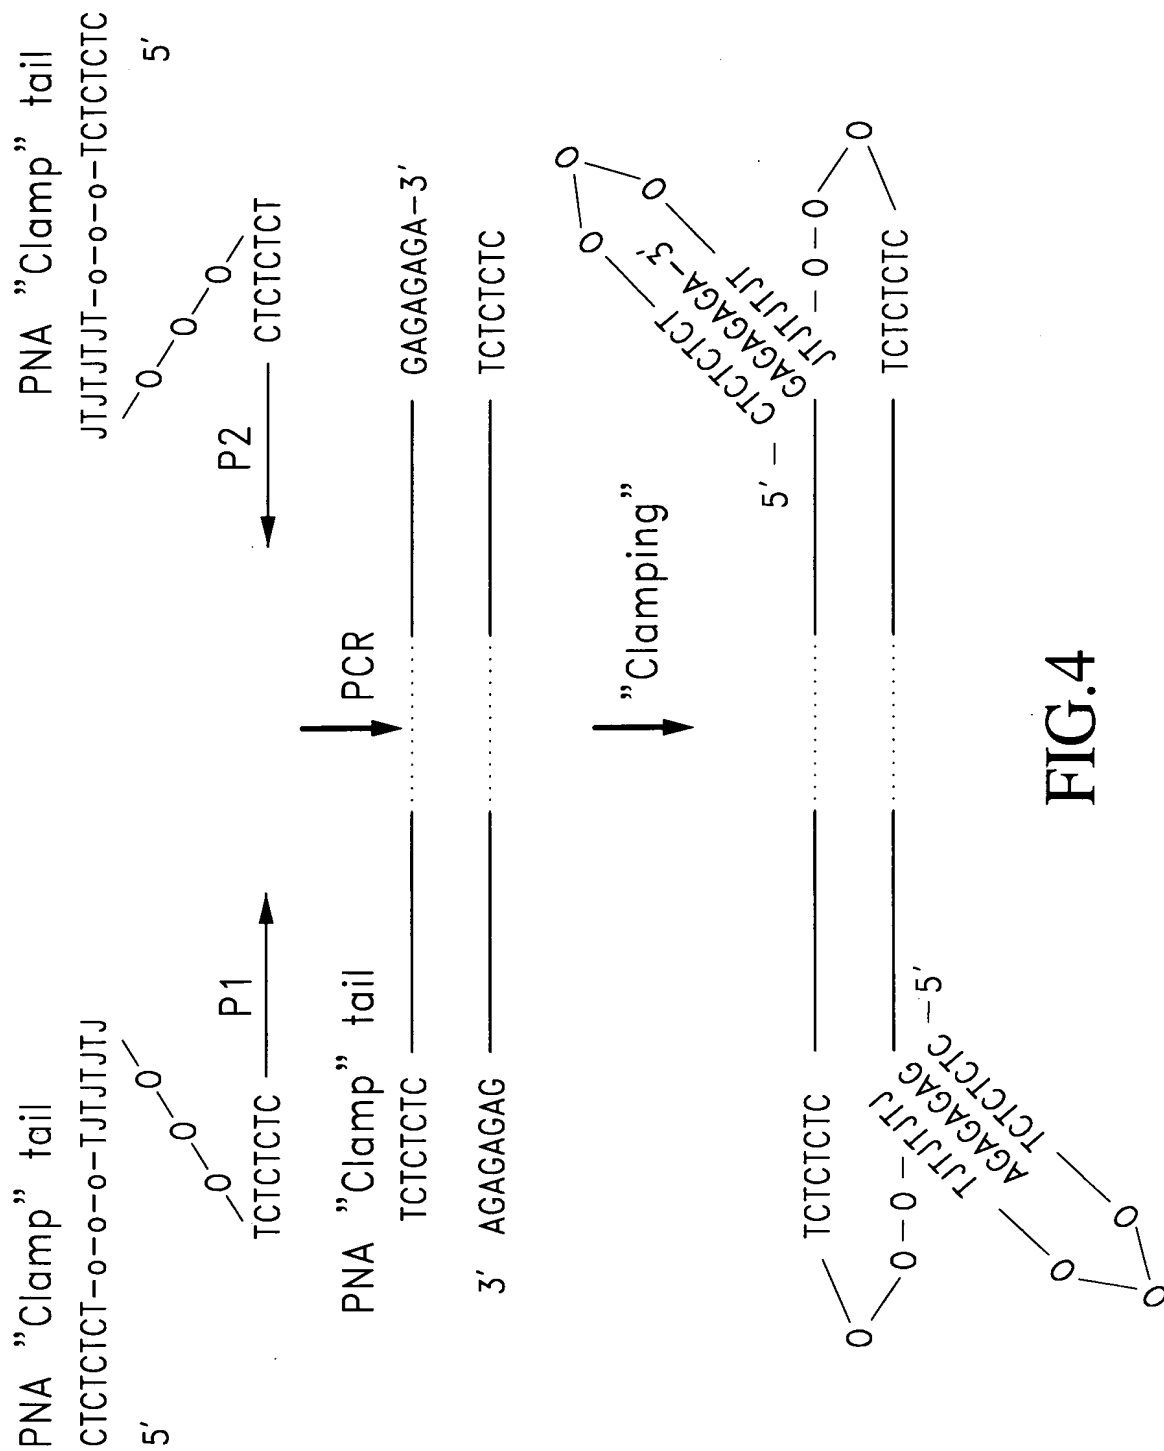 PNA ”Clamp” tail
CTCTCTCT-o-o-o-TJTJTJTJ
5'
O O O
TCTCTCTC
P1
PNA ”Clamp” tail
JTJTJTJT-o-o-o-TCTCTCTC
5'
O O O
CTCTCTCT
P2
PCR
PNA ”Clamp” tail
TCTCTCTC
GAGAGAGA-3'
3' AGAGAGAG
TCTCTCTC
”Clamping”
O O O
5' - CTCTCTCT
GAGAGAGA-3'
JTJTJTJT
-O-O O
TCTCTCTC
TCTCTCTC
O O-O-
TJTJTJTJ
AGAGAGAG
TCTCTCTC -5'
O O O
FIG.4